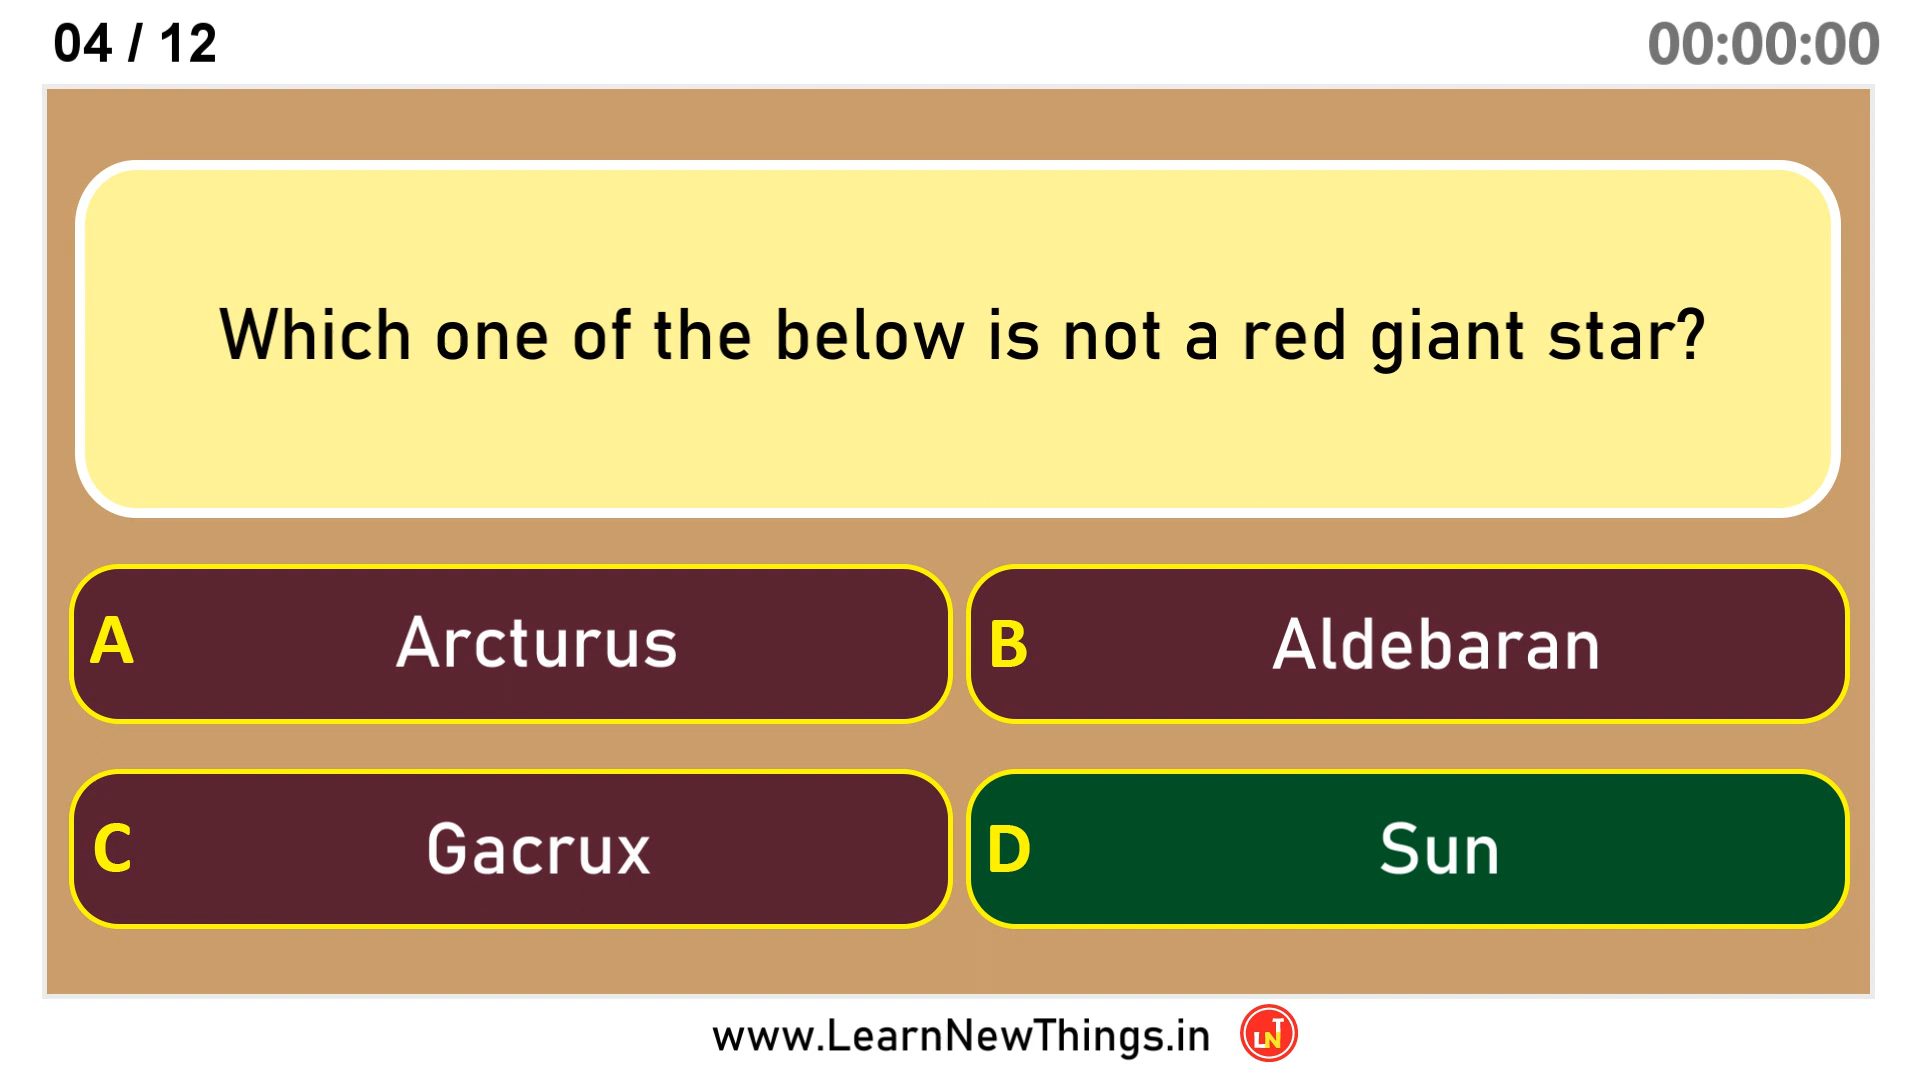 04 / 12
00:00:00
Which one of the below is not a red giant star?
A Arcturus
B Aldebaran
C Gacrux
D Sun
www.LearnNewThings.in
LNT